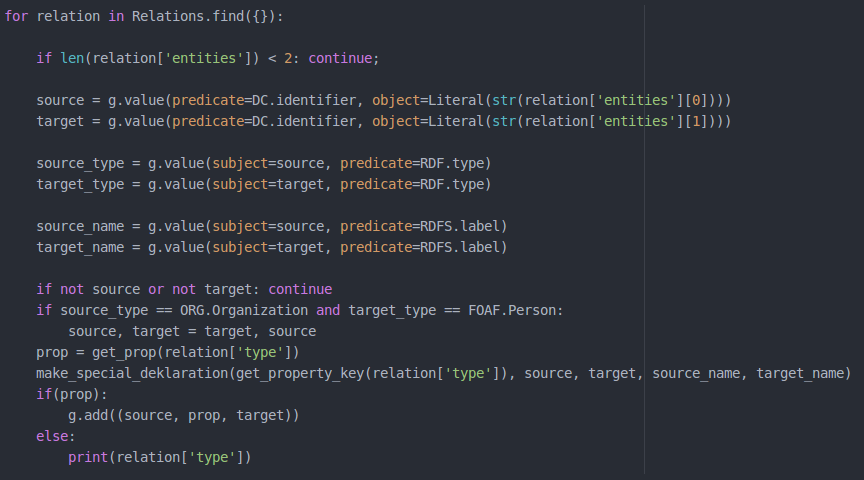 for relation in Relations.find({}):
if len(relation['entities']) < 2: continue;
source = g.value(predicate=DC.identifier, object=Literal(str(relation['entities'][0])))
target = g.value(predicate=DC.identifier, object=Literal(str(relation['entities'][1])))
source_type = g.value(subject=source, predicate=RDF.type)
target_type = g.value(subject=target, predicate=RDF.type)
source_name = g.value(subject=source, predicate=RDFS.label)
target_name = g.value(subject=target, predicate=RDFS.label)
if not source or not target: continue
if source_type == ORG.Organization and target_type == FOAF.Person:
source, target = target, source
prop = get_prop(relation['type'])
make_special_deklaration(get_property_key(relation['type']), source, target, source_name, target_name)
if(prop):
g.add((source, prop, target))
else:
print(relation['type'])